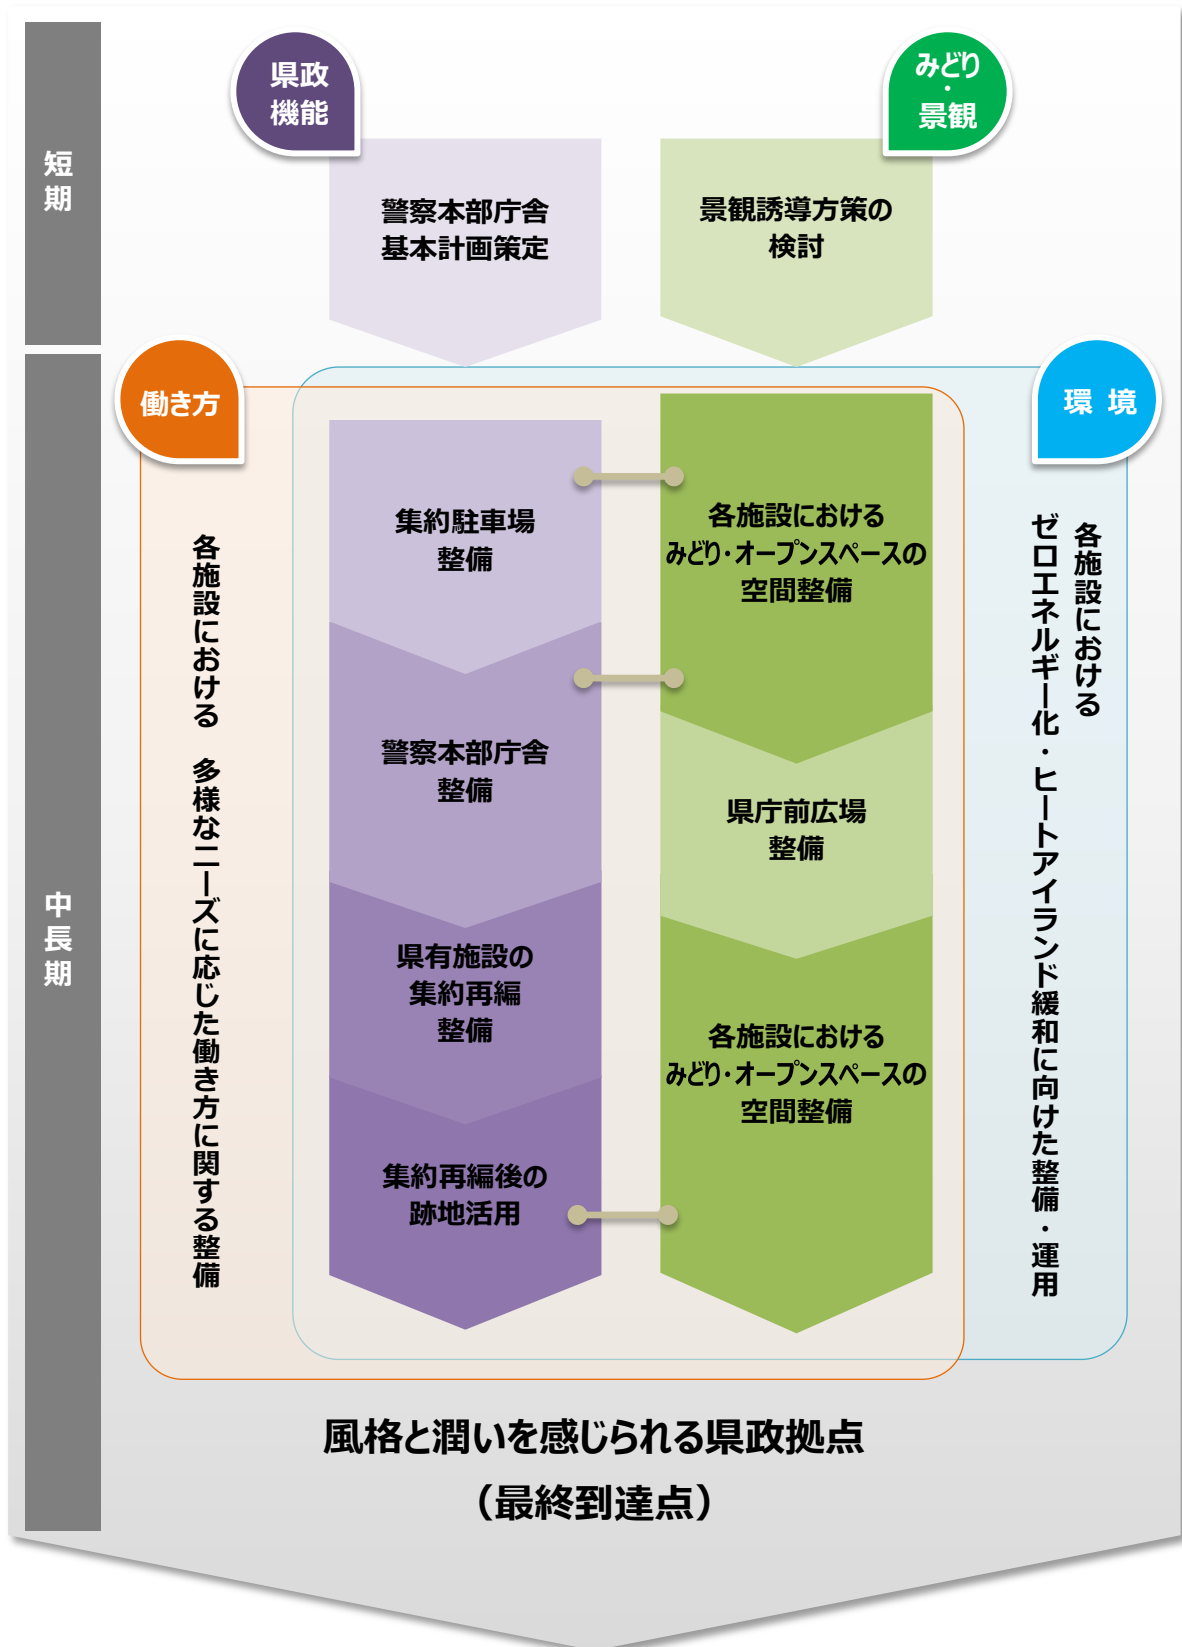 短期
県政
機能
みどり
・
景観
警察本部庁舎
基本計画策定
景観誘導方策の
検討
中長期
働き方
環 境
各施設における 多様なニーズに応じた働き方に関する整備
集約駐車場
整備
警察本部庁舎
整備
県有施設の
集約再編
整備
集約再編後の
跡地活用
各施設における
みどり・オープンスペースの
空間整備
県庁前広場
整備
各施設における
みどり・オープンスペースの
空間整備
各施設における
ゼロエネルギー化・ヒートアイランド緩和に向けた整備・運用
風格と潤いを感じられる県政拠点
（最終到達点）